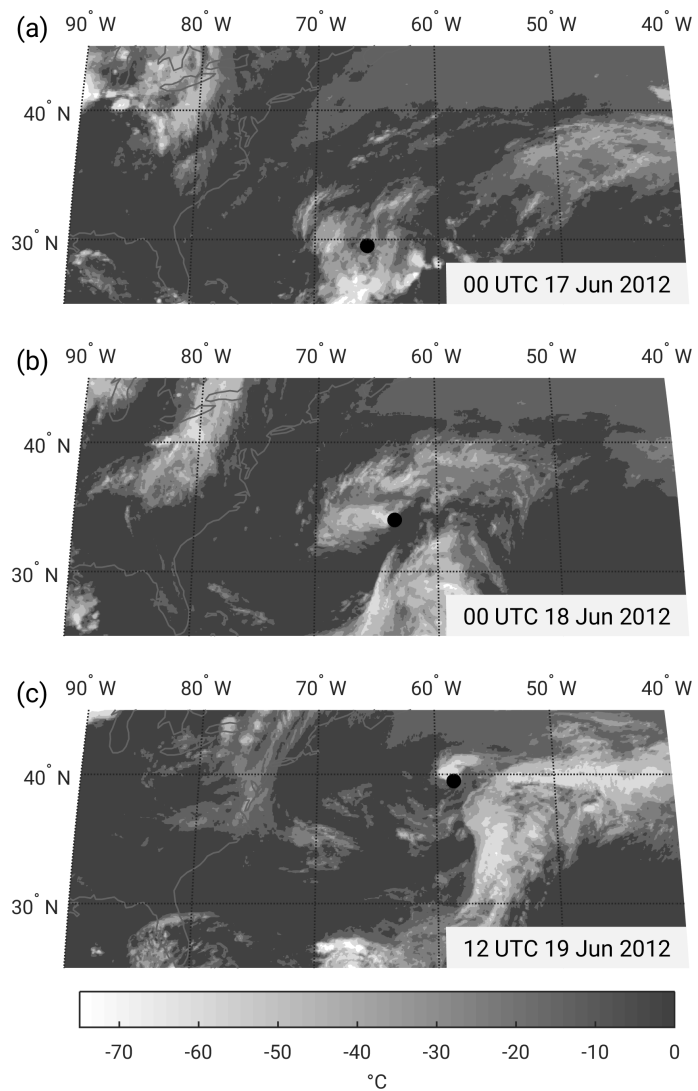 (a) 90° W 80° W 70° W 60° W 50° W 40° W
40° N
30° N
00 UTC 17 Jun 2012
(b) 90° W 80° W 70° W 60° W 50° W 40° W
40° N
30° N
00 UTC 18 Jun 2012
(c) 90° W 80° W 70° W 60° W 50° W 40° W
40° N
30° N
12 UTC 19 Jun 2012
-70 -60 -50 -40 -30 -20 -10 0
°C